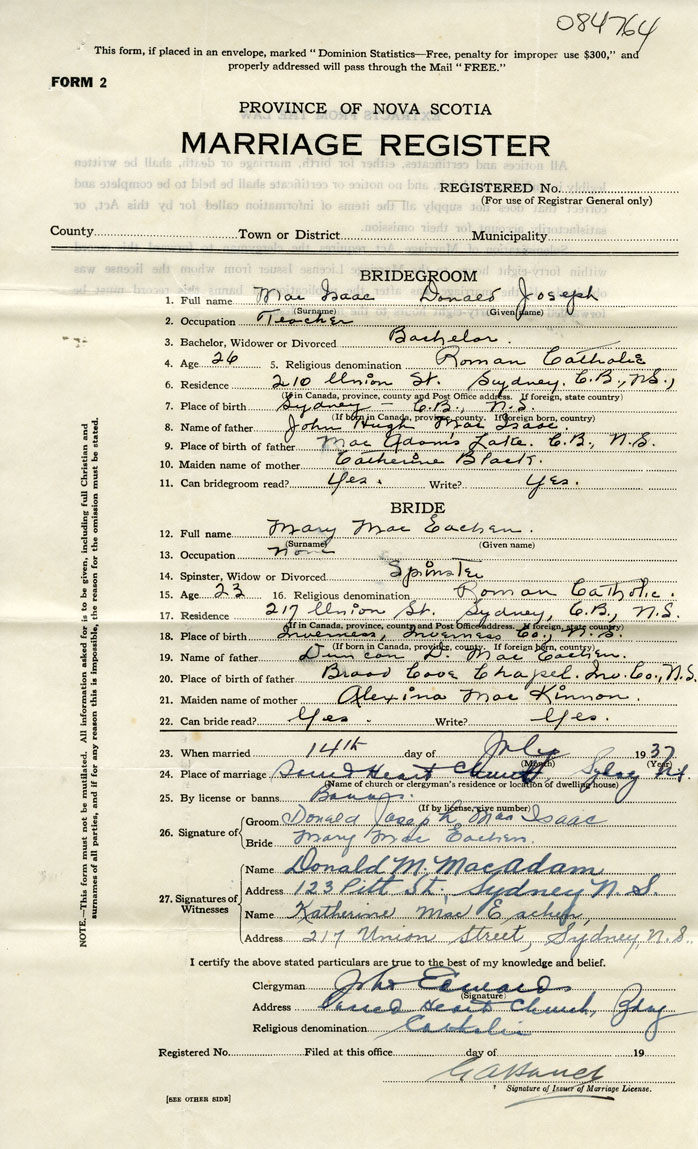 084764
This form, if placed in an envelope, marked "Dominion Statistics—Free, penalty for improper use $300," and
properly addressed will pass through the Mail "FREE."
FORM 2
PROVINCE OF NOVA SCOTIA
MARRIAGE REGISTER
REGISTERED No.
(For use of Registrar General only)
County Town or District Municipality
BRIDEGROOM
1. Full name Mac Isaac Donald Joseph
(Surname) (Given name)
2. Occupation Teacher
3. Bachelor, Widower or Divorced Bachelor.
4. Age 26 5. Religious denomination Roman Catholic
6. Residence 210 Union St. Sydney. C.B., N.S.,
(If in Canada, province, county and Post Office address. If foreign, state country)
7. Place of birth Sydney - C.B., N.S.
(If born in Canada, province, county. If foreign born, country)
8. Name of father John Hugh Mac Isaac.
9. Place of birth of father Mac Adams Lake. C.B., N.S.
10. Maiden name of mother Catherine Black.
11. Can bridegroom read? Yes. Write? Yes.
BRIDE
12. Full name Mary Mac Eachen.
(Surname) (Given name)
13. Occupation None
14. Spinster, Widow or Divorced Spinster
15. Age 23 16. Religious denomination Roman Catholic.
17. Residence 217 Union St. Sydney, C.B., N.S.
(If in Canada, province, county and Post Office address. If foreign, state country)
18. Place of birth Inverness, Inverness Co., N.S.
(If born in Canada, province, county. If foreign born, country)
19. Name of father Duncan D. Mac Eachen.
20. Place of birth of father Broad Cove Chapel. Inv. Co., N.S.
21. Maiden name of mother Alexina Mac Kinnon.
22. Can bride read? Yes. Write? Yes.
23. When married 14th day of July 1937
(Month) (Year)
24. Place of marriage Sacred Heart Church, Sydney N.S.
(Name of church or clergyman's residence or location of dwelling house)
25. By license or banns Banns.
(If by license, give number)
26. Signature of
Groom Donald Joseph Mac Isaac
Bride Mary Mac Eachen.
27. Signatures of Witnesses
Name Donald M. MacAdam
Address 123 Pitt St, Sydney N.S.
Name Katherine Mac Eachen,
Address 217 Union Street, Sydney, N.S.
I certify the above stated particulars are true to the best of my knowledge and belief.
Clergyman John Edwards
(Signature)
Address Sacred Heart Church, Sydney
Religious denomination Catholic
Registered No. Filed at this office day of 19
Signature of Issuer of Marriage License.
[SEE OTHER SIDE]
NOTE.—This form must not be mutilated. All information asked for is to be given, including full Christian and
surnames of all parties, and if for any reason this is impossible, the reason for the omission must be stated.